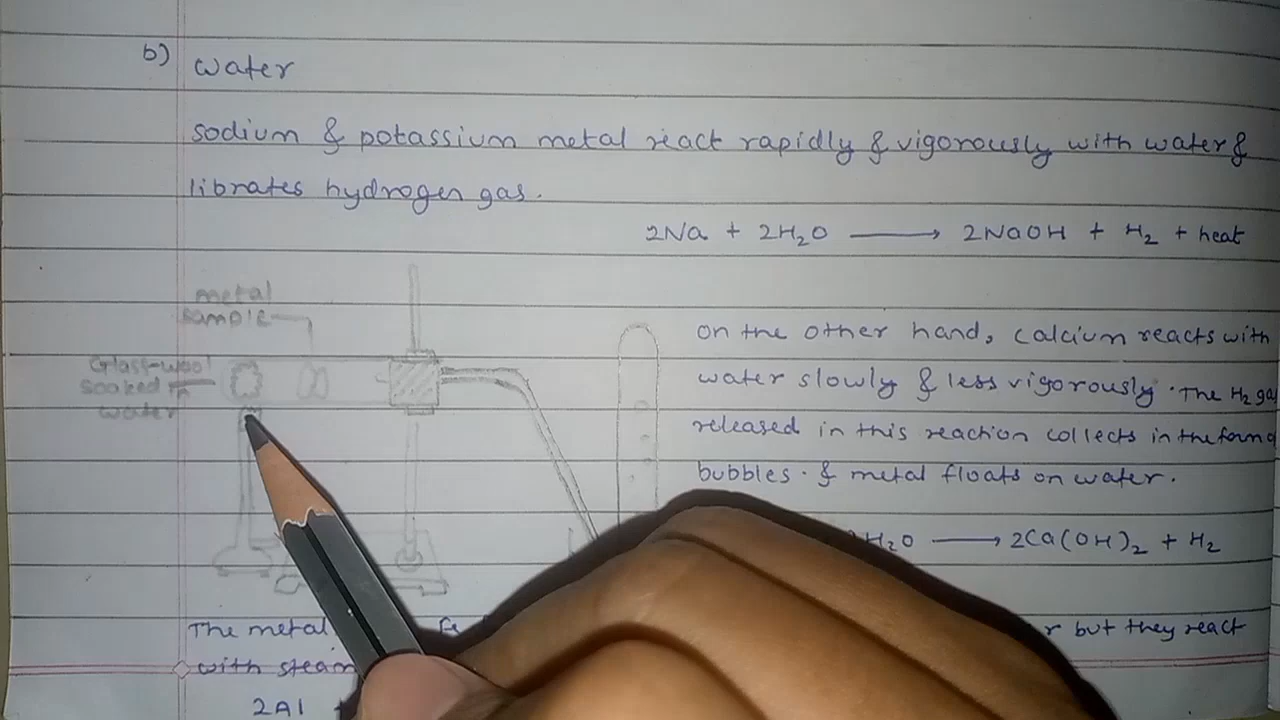 b) water
sodium & potassium metal react rapidly & vigorously with water &
librates hydrogen gas.
2Na + 2H₂O ⟶ 2NaOH + H₂ + heat
metal
sample
Glass-wool
soaked in
water
on the other hand, calcium reacts with
water slowly & less vigorously. The H₂ ga
released in this reaction collects in the form o
bubbles. & metal floats on water.
H₂O ⟶ 2Ca(OH)₂ + H₂
The metal Fe r but they react
with steam
2Al